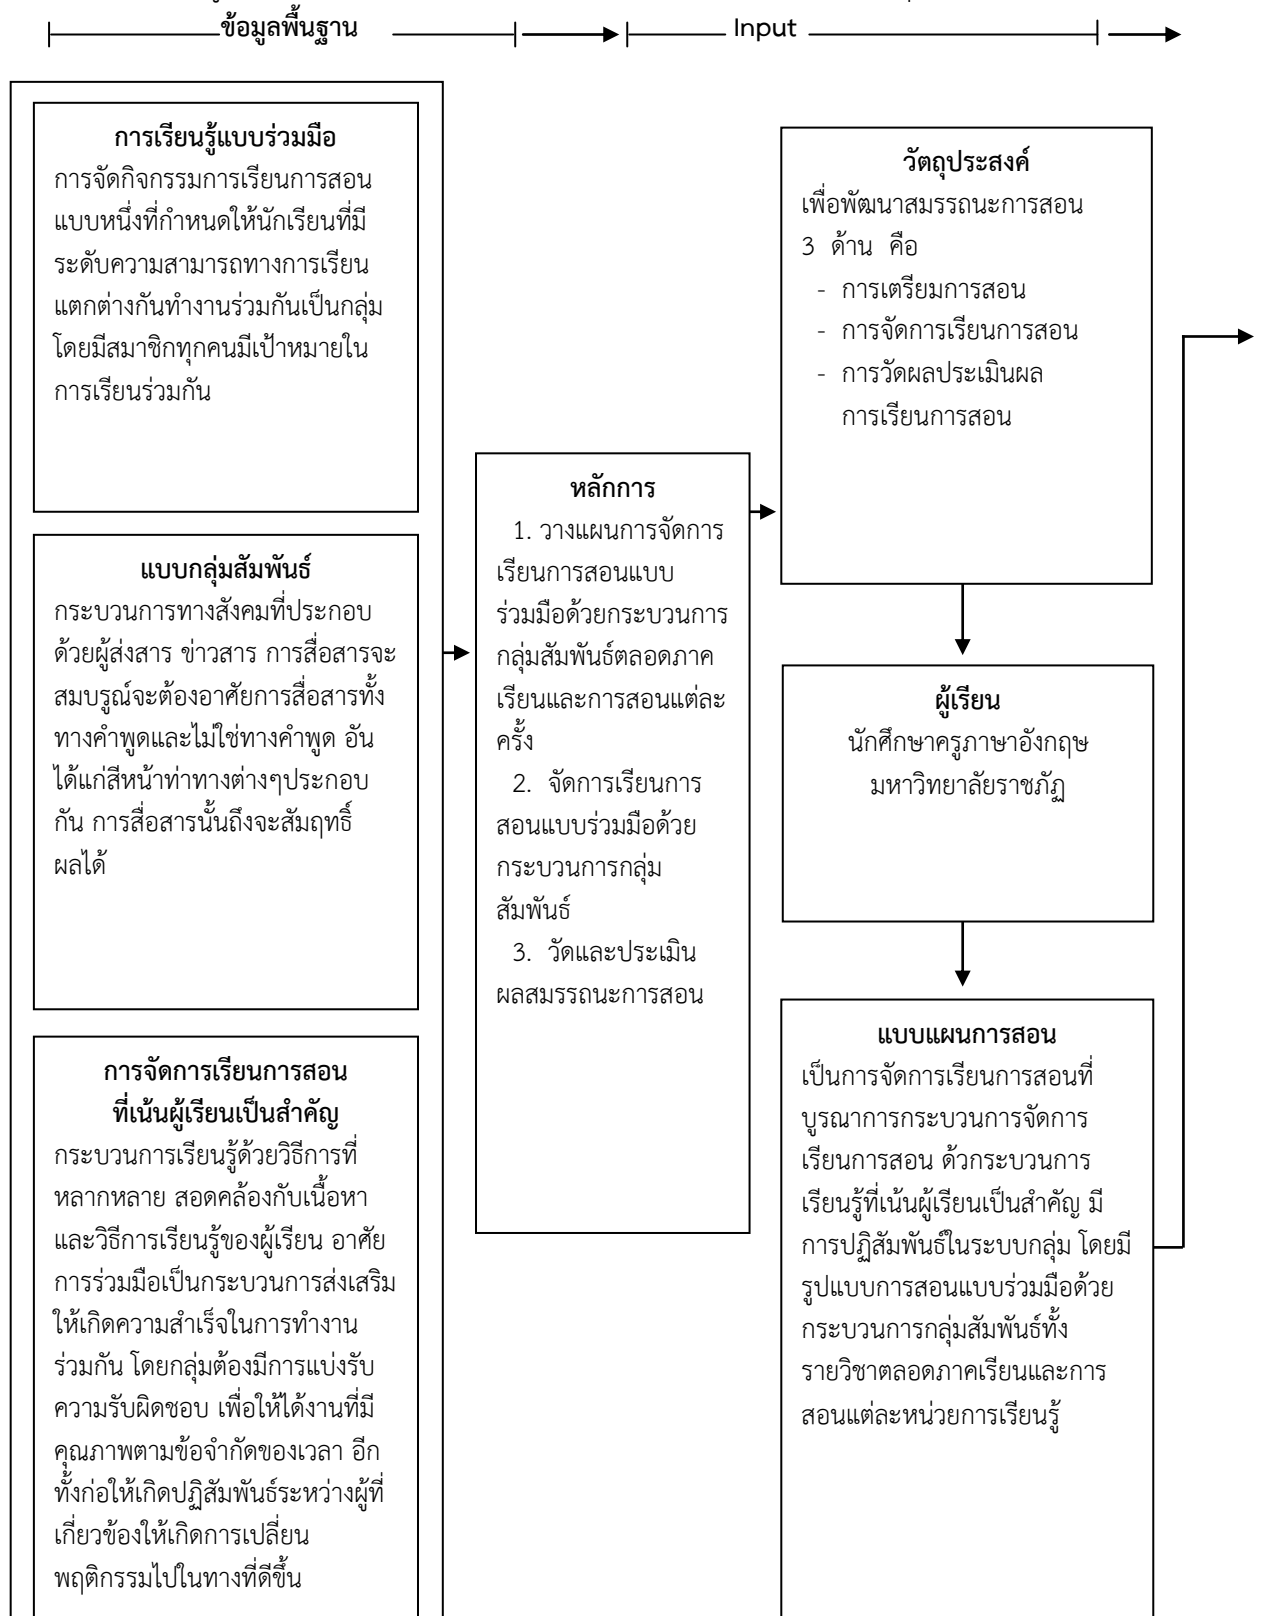 ข้อมูลพื้นฐาน
Input
การเรียนรู้แบบร่วมมือ
การจัดกิจกรรมการเรียนการสอน
แบบหนึ่งที่กำหนดให้นักเรียนที่มี
ระดับความสามารถทางการเรียน
แตกต่างกันทำงานร่วมกันเป็นกลุ่ม
โดยมีสมาชิกทุกคนมีเป้าหมายใน
การเรียนร่วมกัน
แบบกลุ่มสัมพันธ์
กระบวนการทางสังคมที่ประกอบ
ด้วยผู้ส่งสาร ข่าวสาร การสื่อสารจะ
สมบรูณ์จะต้องอาศัยการสื่อสารทั้ง
ทางคำพูดและไม่ใช่ทางคำพูด อัน
ได้แก่สีหน้าท่าทางต่างๆประกอบ
กัน การสื่อสารนั้นถึงจะสัมฤทธิ์
ผลได้
การจัดการเรียนการสอน
ที่เน้นผู้เรียนเป็นสำคัญ
กระบวนการเรียนรู้ด้วยวิธีการที่
หลากหลาย สอดคล้องกับเนื้อหา
และวิธีการเรียนรู้ของผู้เรียน อาศัย
การร่วมมือเป็นกระบวนการส่งเสริม
ให้เกิดความสำเร็จในการทำงาน
ร่วมกัน โดยกลุ่มต้องมีการแบ่งรับ
ความรับผิดชอบ เพื่อให้ได้งานที่มี
คุณภาพตามข้อจำกัดของเวลา อีก
ทั้งก่อให้เกิดปฏิสัมพันธ์ระหว่างผู้ที่
เกี่ยวข้องให้เกิดการเปลี่ยน
พฤติกรรมไปในทางที่ดีขึ้น
หลักการ
1. วางแผนการจัดการ
เรียนการสอนแบบ
ร่วมมือด้วยกระบวนการ
กลุ่มสัมพันธ์ตลอดภาค
เรียนและการสอนแต่ละ
ครั้ง
2. จัดการเรียนการ
สอนแบบร่วมมือด้วย
กระบวนการกลุ่ม
สัมพันธ์
3. วัดและประเมิน
ผลสมรรถนะการสอน
วัตถุประสงค์
เพื่อพัฒนาสมรรถนะการสอน
3 ด้าน คือ
- การเตรียมการสอน
- การจัดการเรียนการสอน
- การวัดผลประเมินผล
การเรียนการสอน
ผู้เรียน
นักศึกษาครูภาษาอังกฤษ
มหาวิทยาลัยราชภัฏ
แบบแผนการสอน
เป็นการจัดการเรียนการสอนที่
บูรณาการกระบวนการจัดการ
เรียนการสอน ด้วกระบวนการ
เรียนรู้ที่เน้นผู้เรียนเป็นสำคัญ มี
การปฏิสัมพันธ์ในระบบกลุ่ม โดยมี
รูปแบบการสอนแบบร่วมมือด้วย
กระบวนการกลุ่มสัมพันธ์ทั้ง
รายวิชาตลอดภาคเรียนและการ
สอนแต่ละหน่วยการเรียนรู้